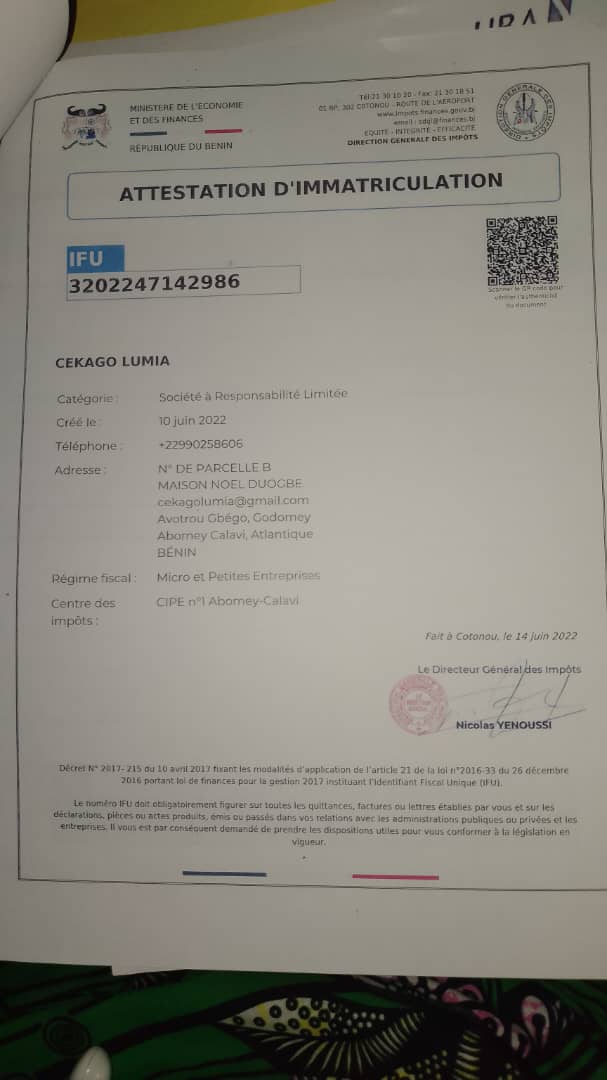 URAN
MINISTERE DE L'ECONOMIE
ET DES FINANCES
RÉPUBLIQUE DU BENIN
Tél:21 30 10 20 - Fax: 21 30 18 51
01 BP. 302 COTONOU - ROUTE DE L'AÉROPORT
www.impots.finances.gouv.bj
EQUITE - INTEGRITE - EFFICACITE
DIRECTION GENERALE DES IMPÔTS
DIRECTION GENERALE DES IMPÔTS
ATTESTATION D'IMMATRICULATION
IFU
3202247142986
Scanner le QR code pour
vérifier l'authenticité
du document
CEKAGO LUMIA
Catégorie : Société à Responsabilité Limitée
Créé le : 10 juin 2022
Téléphone : +22990258606
Adresse : N° DE PARCELLE B
MAISON NOEL DUOGBE
cekagolumia@gmail.com
Avotrou Gbégo, Godomey
Abomey Calavi, Atlantique
BÉNIN
Régime fiscal : Micro et Petites Entreprises
Centre des CIPE n°1 Abomey-Calavi
impôts :
Fait à Cotonou, le 14 juin 2022
Le Directeur Général des Impôts
Nicolas YENOUSSI
Décret N° 2017- 215 du 10 avril 2017 fixant les modalités d'application de l'article 21 de la loi n°2016-33 du 26 décembre
2016 portant loi de finances pour la gestion 2017 instituant l'Identifiant Fiscal Unique (IFU).
Le numéro IFU doit obligatoirement figurer sur toutes les quittances, factures ou lettres établies par vous et sur les
déclarations, pièces ou actes produits, émis ou passés dans vos relations avec les administrations publiques ou privées et les
entreprises. Il vous est par conséquent demandé de prendre les dispositions utiles pour vous conformer à la législation en
vigueur.